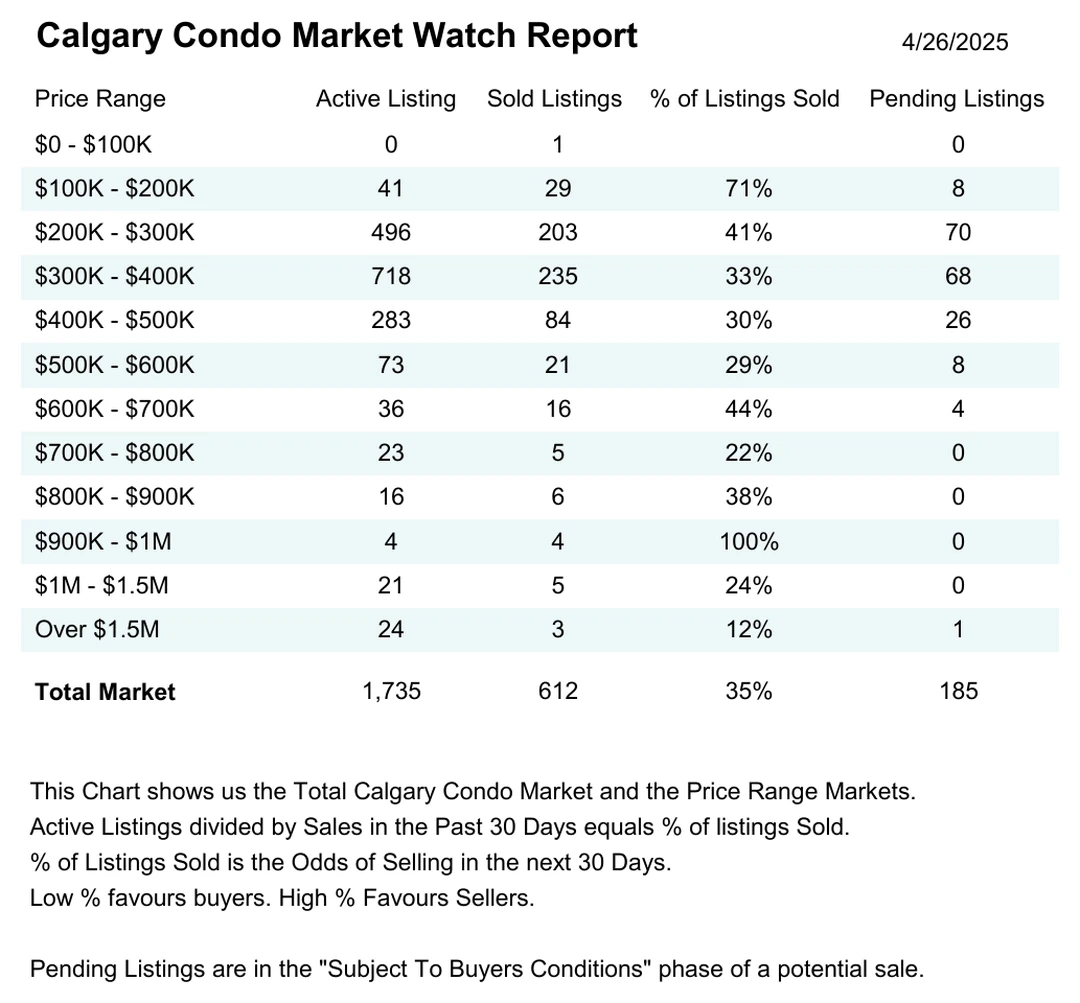 Calgary Condo Market Watch Report 4/26/2025
Price Range Active Listing Sold Listings % of Listings Sold Pending Listings
$0 - $100K 0 1 0
$100K - $200K 41 29 71% 8
$200K - $300K 496 203 41% 70
$300K - $400K 718 235 33% 68
$400K - $500K 283 84 30% 26
$500K - $600K 73 21 29% 8
$600K - $700K 36 16 44% 4
$700K - $800K 23 5 22% 0
$800K - $900K 16 6 38% 0
$900K - $1M 4 4 100% 0
$1M - $1.5M 21 5 24% 0
Over $1.5M 24 3 12% 1
Total Market 1,735 612 35% 185
This Chart shows us the Total Calgary Condo Market and the Price Range Markets.
Active Listings divided by Sales in the Past 30 Days equals % of listings Sold.
% of Listings Sold is the Odds of Selling in the next 30 Days.
Low % favours buyers. High % Favours Sellers.
Pending Listings are in the "Subject To Buyers Conditions" phase of a potential sale.